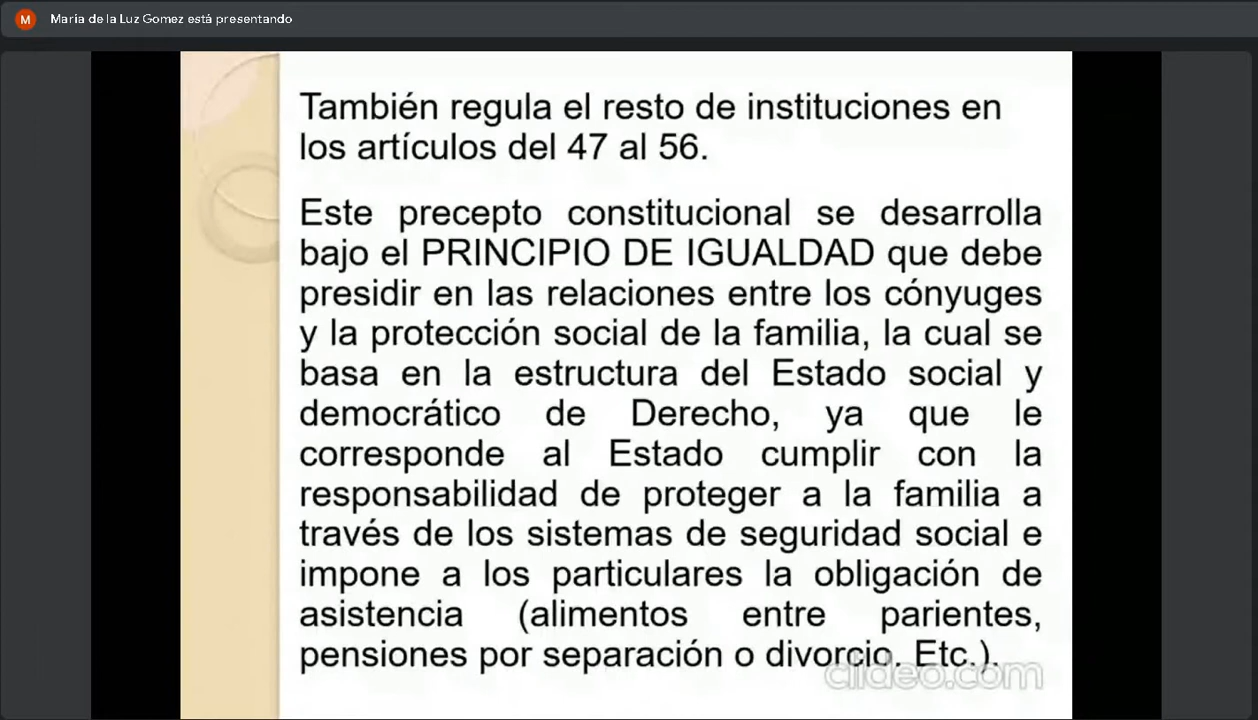 M María de la Luz Gomez está presentando
También regula el resto de instituciones en
los artículos del 47 al 56.
Este precepto constitucional se desarrolla
bajo el PRINCIPIO DE IGUALDAD que debe
presidir en las relaciones entre los cónyuges
y la protección social de la familia, la cual se
basa en la estructura del Estado social y
democrático de Derecho, ya que le
corresponde al Estado cumplir con la
responsabilidad de proteger a la familia a
través de los sistemas de seguridad social e
impone a los particulares la obligación de
asistencia (alimentos entre parientes,
pensiones por separación o divorcio. Etc.).
clideo.com